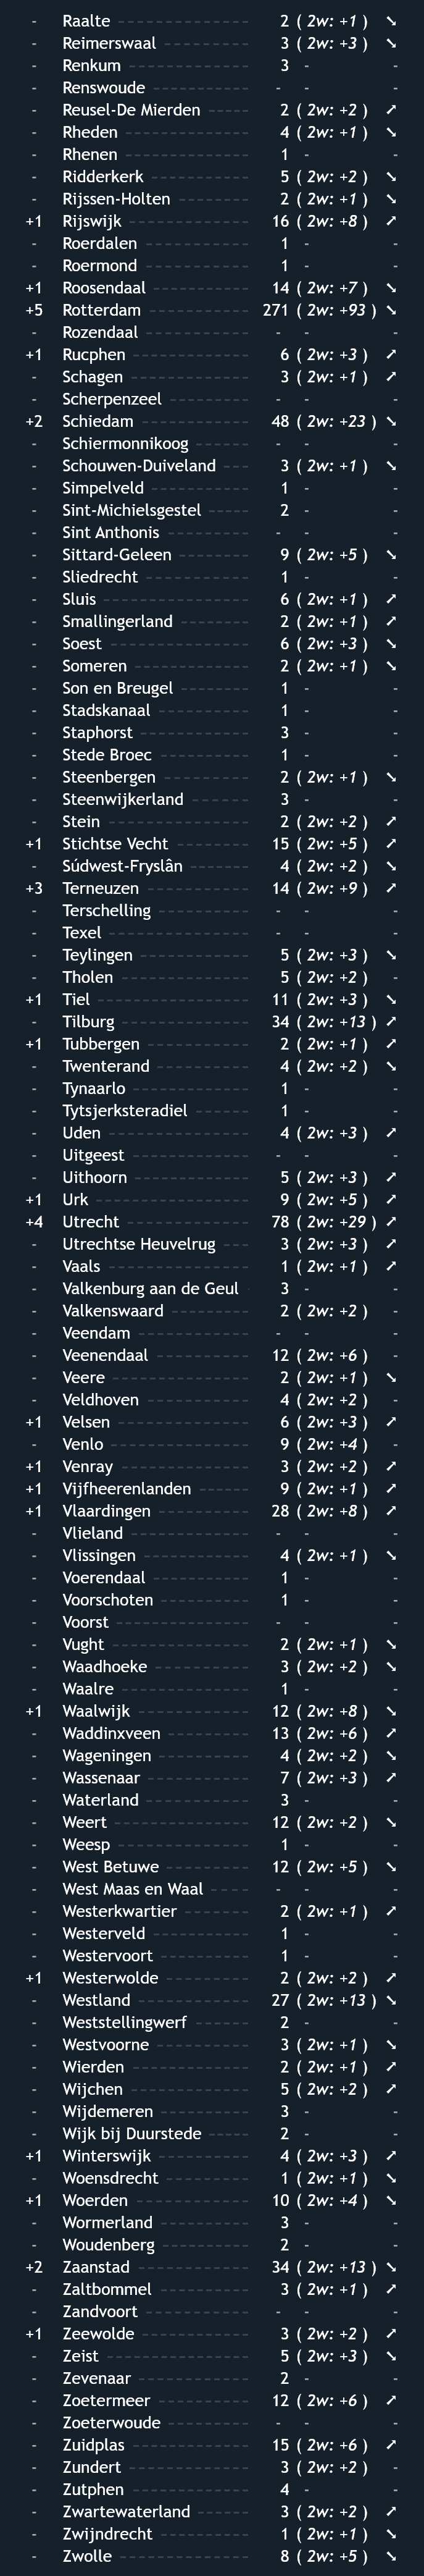 - Raalte 2 ( 2w: +1 ) ➘
- Reimerswaal 3 ( 2w: +3 ) ➘
- Renkum 3 - -
- Renswoude - - -
- Reusel-De Mierden 2 ( 2w: +2 ) ➚
- Rheden 4 ( 2w: +1 ) ➘
- Rhenen 1 - -
- Ridderkerk 5 ( 2w: +2 ) ➘
- Rijssen-Holten 2 ( 2w: +1 ) ➘
+1 Rijswijk 16 ( 2w: +8 ) ➚
- Roerdalen 1 - -
- Roermond 1 - -
+1 Roosendaal 14 ( 2w: +7 ) ➘
+5 Rotterdam 271 ( 2w: +93 ) ➘
- Rozendaal - - -
+1 Rucphen 6 ( 2w: +3 ) ➚
- Schagen 3 ( 2w: +1 ) ➚
- Scherpenzeel - - -
+2 Schiedam 48 ( 2w: +23 ) ➘
- Schiermonnikoog - - -
- Schouwen-Duiveland 3 ( 2w: +1 ) ➘
- Simpelveld 1 - -
- Sint-Michielsgestel 2 - -
- Sint Anthonis - - -
- Sittard-Geleen 9 ( 2w: +5 ) ➘
- Sliedrecht 1 - -
- Sluis 6 ( 2w: +1 ) ➚
- Smallingerland 2 ( 2w: +1 ) ➚
- Soest 6 ( 2w: +3 ) ➘
- Someren 2 ( 2w: +1 ) ➘
- Son en Breugel 1 - -
- Stadskanaal 1 - -
- Staphorst 3 - -
- Stede Broec 1 - -
- Steenbergen 2 ( 2w: +1 ) ➘
- Steenwijkerland 3 - -
- Stein 2 ( 2w: +2 ) ➚
+1 Stichtse Vecht 15 ( 2w: +5 ) ➚
- Súdwest-Fryslân 4 ( 2w: +2 ) ➘
+3 Terneuzen 14 ( 2w: +9 ) ➚
- Terschelling - - -
- Texel - - -
- Teylingen 5 ( 2w: +3 ) ➘
- Tholen 5 ( 2w: +2 ) -
+1 Tiel 11 ( 2w: +3 ) ➘
- Tilburg 34 ( 2w: +13 ) ➚
+1 Tubbergen 2 ( 2w: +1 ) ➚
- Twenterand 4 ( 2w: +2 ) ➘
- Tynaarlo 1 - -
- Tytsjerksteradiel 1 - -
- Uden 4 ( 2w: +3 ) ➚
- Uitgeest - - -
- Uithoorn 5 ( 2w: +3 ) ➚
+1 Urk 9 ( 2w: +5 ) ➚
+4 Utrecht 78 ( 2w: +29 ) ➚
- Utrechtse Heuvelrug 3 ( 2w: +3 ) ➚
- Vaals 1 ( 2w: +1 ) ➚
- Valkenburg aan de Geul 3 - -
- Valkenswaard 2 ( 2w: +2 ) -
- Veendam - - -
- Veenendaal 12 ( 2w: +6 ) -
- Veere 2 ( 2w: +1 ) ➘
- Veldhoven 4 ( 2w: +2 ) -
+1 Velsen 6 ( 2w: +3 ) ➚
- Venlo 9 ( 2w: +4 ) -
+1 Venray 3 ( 2w: +2 ) ➚
+1 Vijfheerenlanden 9 ( 2w: +1 ) ➚
+1 Vlaardingen 28 ( 2w: +8 ) ➚
- Vlieland - - -
- Vlissingen 4 ( 2w: +1 ) ➘
- Voerendaal 1 - -
- Voorschoten 1 - -
- Voorst - - -
- Vught 2 ( 2w: +1 ) ➘
- Waadhoeke 3 ( 2w: +2 ) ➘
- Waalre 1 - -
+1 Waalwijk 12 ( 2w: +8 ) ➘
- Waddinxveen 13 ( 2w: +6 ) ➚
- Wageningen 4 ( 2w: +2 ) ➘
- Wassenaar 7 ( 2w: +3 ) ➚
- Waterland 3 - -
- Weert 12 ( 2w: +2 ) ➘
- Weesp 1 - -
- West Betuwe 12 ( 2w: +5 ) ➘
- West Maas en Waal - - -
- Westerkwartier 2 ( 2w: +1 ) ➚
- Westerveld 1 - -
- Westervoort 1 - -
+1 Westerwolde 2 ( 2w: +2 ) ➚
- Westland 27 ( 2w: +13 ) ➘
- Weststellingwerf 2 - -
- Westvoorne 3 ( 2w: +1 ) ➘
- Wierden 2 ( 2w: +1 ) ➚
- Wijchen 5 ( 2w: +2 ) ➚
- Wijdemeren 3 - -
- Wijk bij Duurstede 2 - -
+1 Winterswijk 4 ( 2w: +3 ) ➚
- Woensdrecht 1 ( 2w: +1 ) ➘
+1 Woerden 10 ( 2w: +4 ) ➘
- Wormerland 3 - -
- Woudenberg 2 - -
+2 Zaanstad 34 ( 2w: +13 ) ➘
- Zaltbommel 3 ( 2w: +1 ) ➚
- Zandvoort - - -
+1 Zeewolde 3 ( 2w: +2 ) ➚
- Zeist 5 ( 2w: +3 ) ➘
- Zevenaar 2 - -
- Zoetermeer 12 ( 2w: +6 ) ➚
- Zoeterwoude - - -
- Zuidplas 15 ( 2w: +6 ) ➚
- Zundert 3 ( 2w: +2 ) -
- Zutphen 4 - -
- Zwartewaterland 3 ( 2w: +2 ) ➚
- Zwijndrecht 1 ( 2w: +1 ) ➘
- Zwolle 8 ( 2w: +5 ) ➘